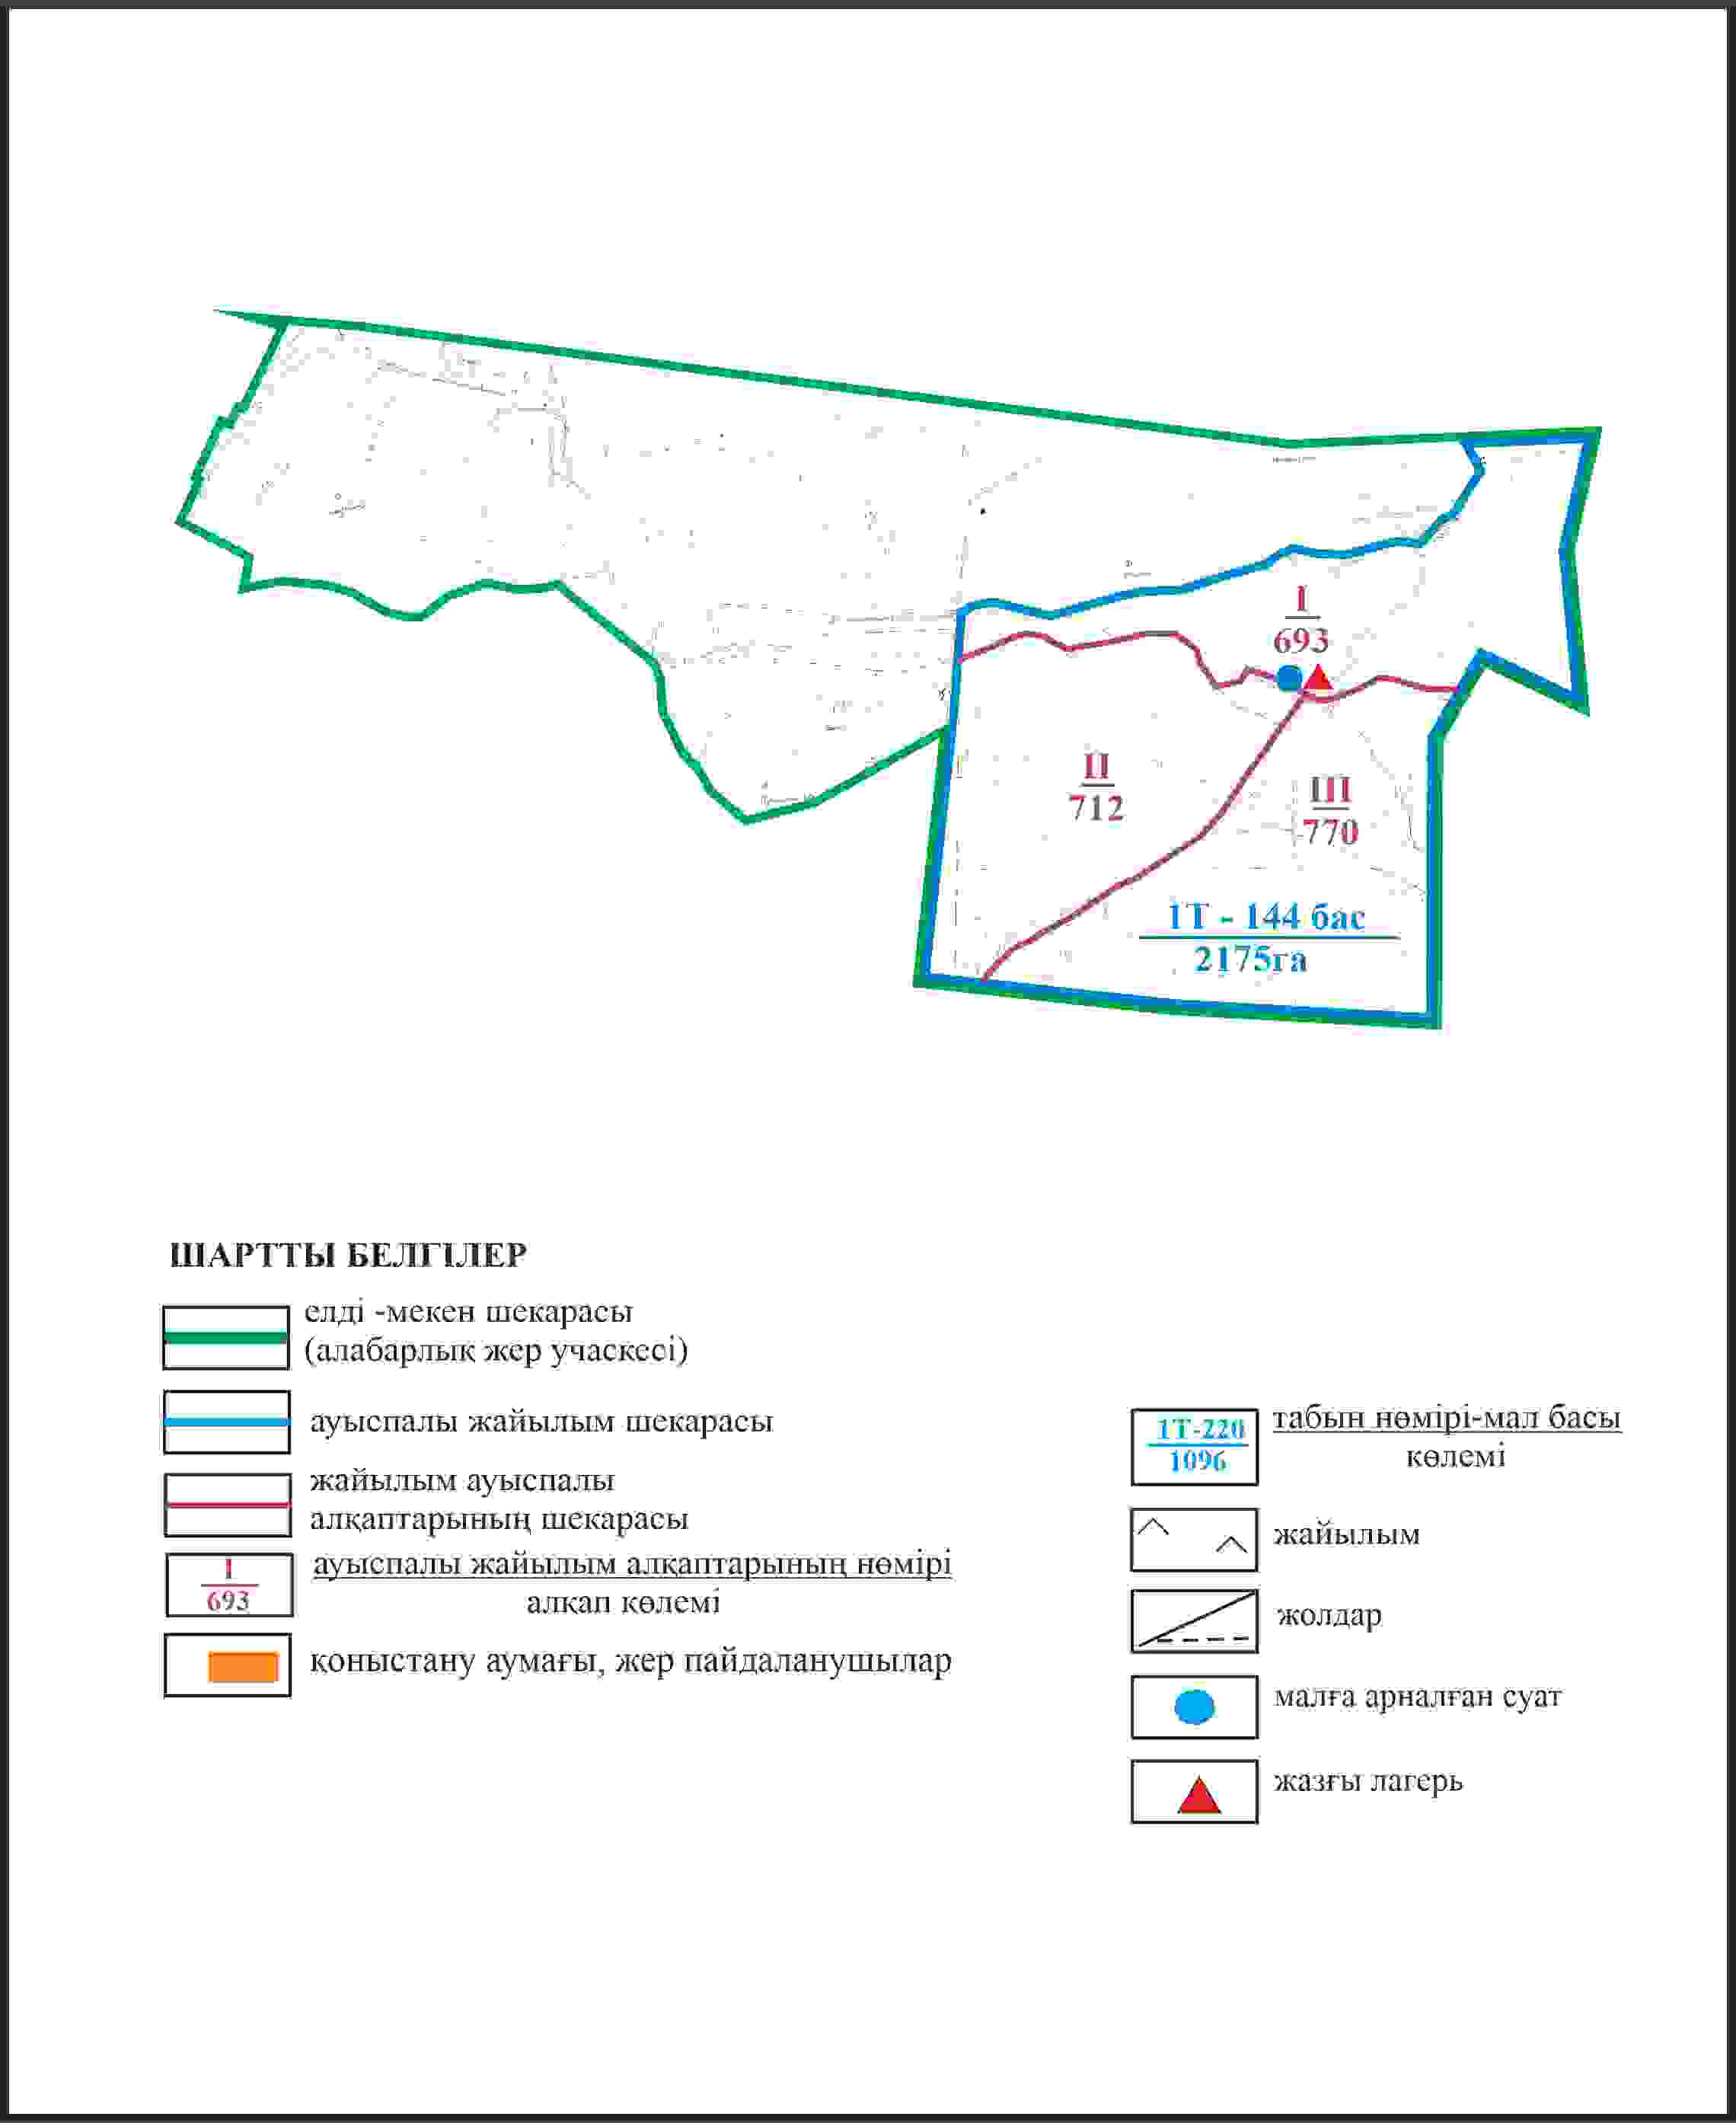 I
693
II
712
III
770
1Т - 144 бас
2175га
ШАРТТЫ БЕЛГІЛЕР
елді -мекен шекарасы
(алабарлық жер учаскесі)
ауыспалы жайылым шекарасы
жайылым ауыспалы
алқаптарының шекарасы
I
693
ауыспалы жайылым алқаптарының нөмірі
алқап көлемі
қоныстану аумағы, жер пайдаланушылар
1Т-220
1096
табын нөмірі-мал басы
көлемі
жайылым
жолдар
малға арналған суат
жазғы лагерь